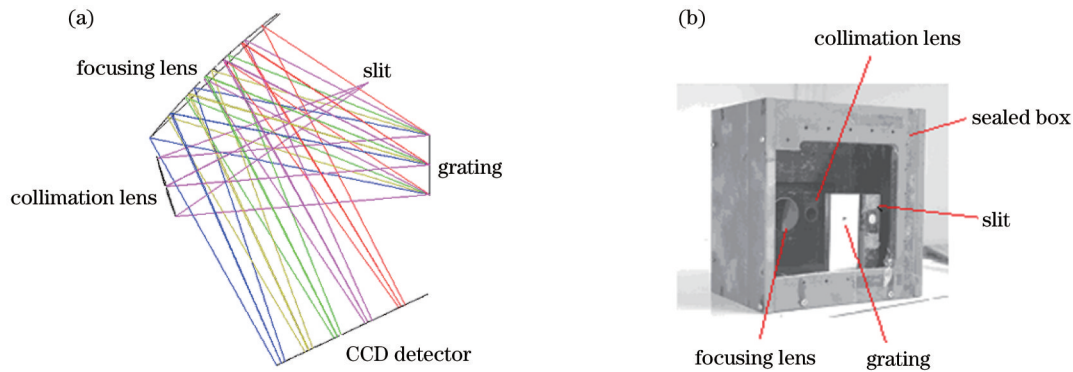 (a)
focusing lens
slit
collimation lens
grating
CCD detector
(b)
collimation lens
sealed box
slit
focusing lens
grating